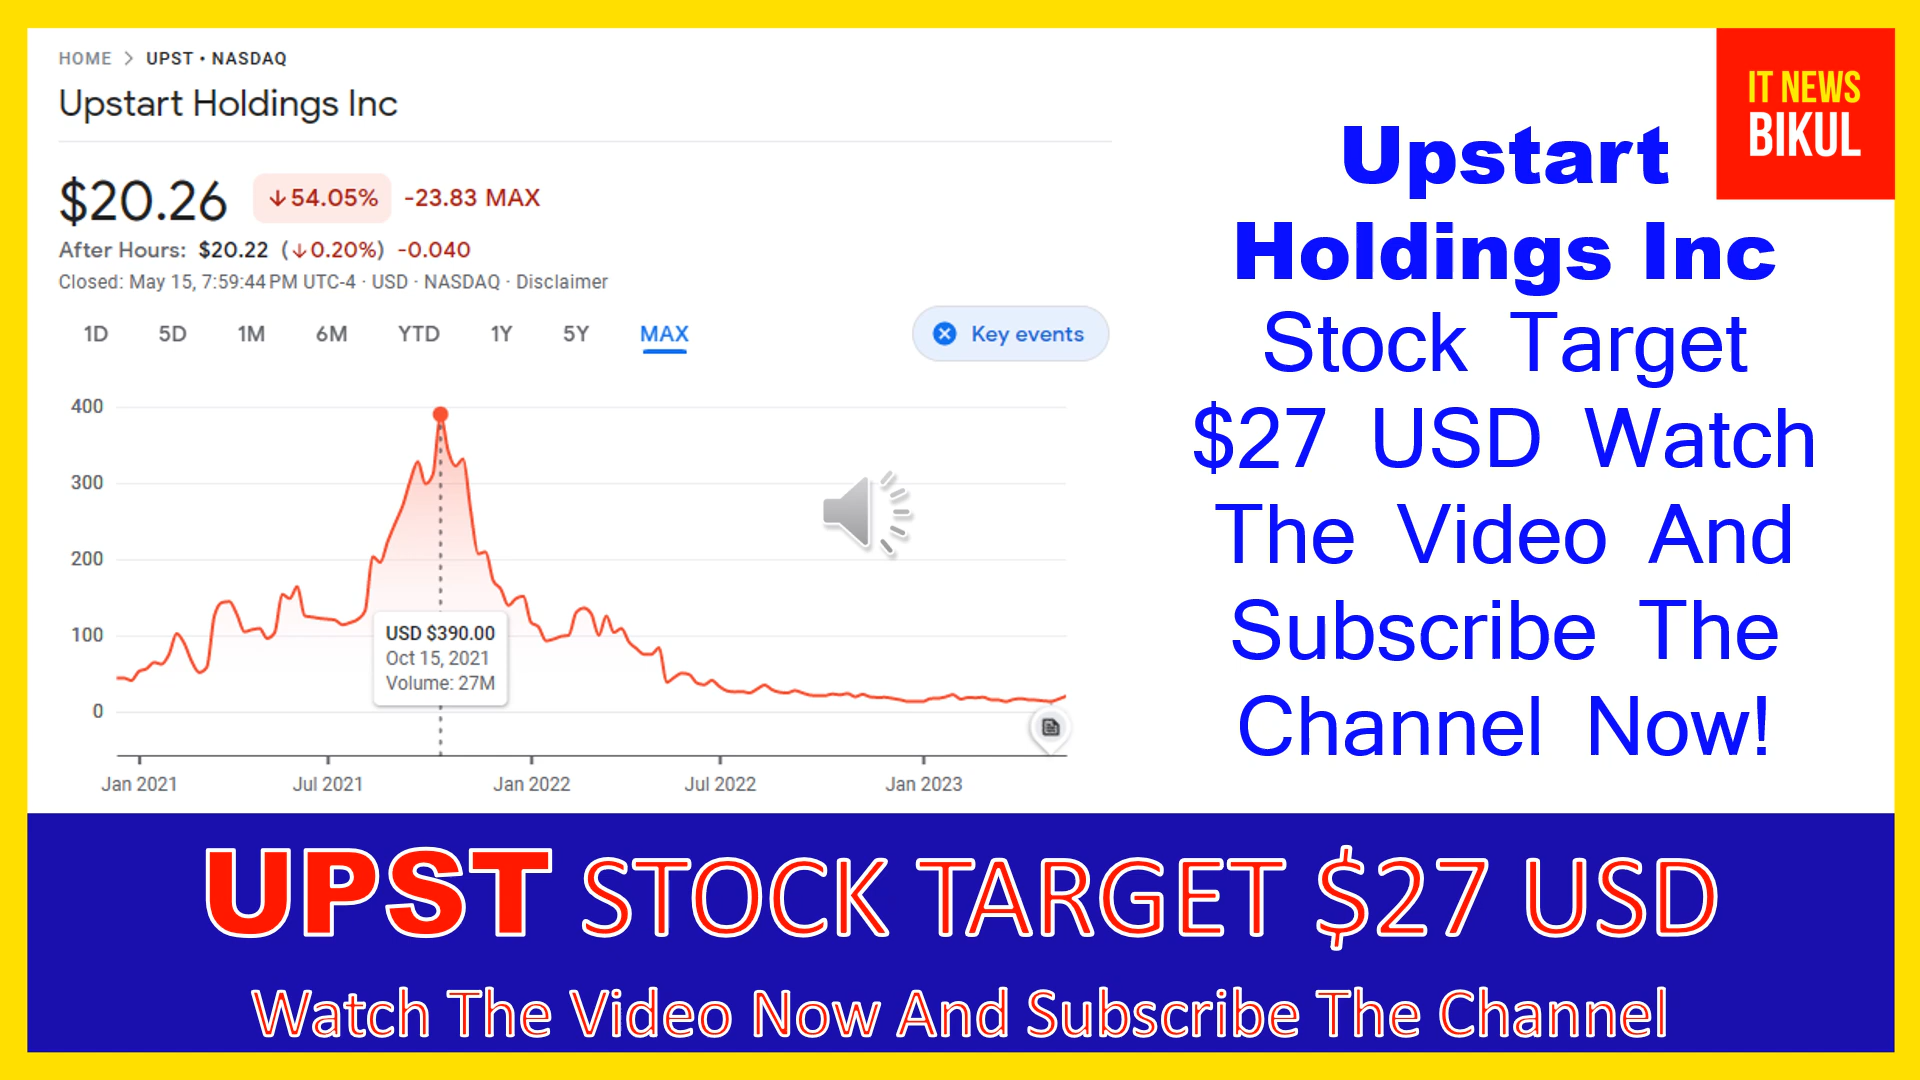 HOME > UPST • NASDAQ
Upstart Holdings Inc
$20.26 ↓54.05% -23.83 MAX
After Hours: $20.22 (↓0.20%) -0.040
Closed: May 15, 7:59:44 PM UTC-4 · USD · NASDAQ · Disclaimer
1D 5D 1M 6M YTD 1Y 5Y MAX
Key events
400
300
200
100
0
USD $390.00
Oct 15, 2021
Volume: 27M
Jan 2021 Jul 2021 Jan 2022 Jul 2022 Jan 2023
IT NEWS
BIKUL
Upstart
Holdings Inc
Stock Target
$27 USD Watch
The Video And
Subscribe The
Channel Now!
UPST STOCK TARGET $27 USD
Watch The Video Now And Subscribe The Channel